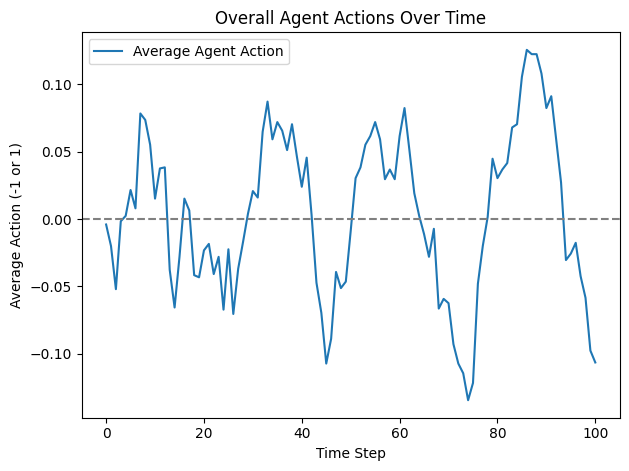 Overall Agent Actions Over Time
Average Agent Action
Average Action (-1 or 1)
0.10
0.05
0.00
−0.05
−0.10
0
20
40
60
80
100
Time Step